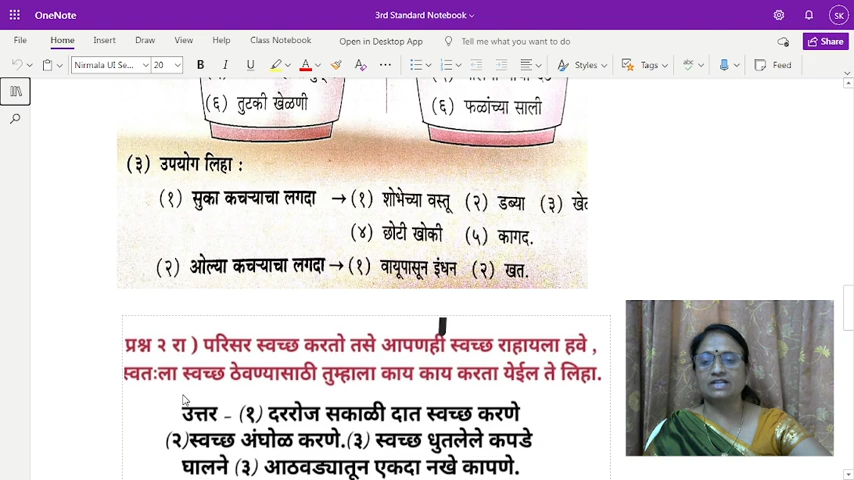 OneNote
3rd Standard Notebook
SK
File Home Insert Draw View Help Class Notebook Open in Desktop App Tell me what you want to do Share
Nirmala UI Se... 20 B I U A Styles Tags Feed
(६) तुटकी खेळणी
(६) फळांच्या साली
(३) उपयोग लिहा :
(१) सुका कचऱ्याचा लगदा → (१) शोभेच्या वस्तू (२) डब्या (३)
(४) छोटी खोकी (५) कागद.
(२) ओल्या कचऱ्याचा लगदा → (१) वायूपासून इंधन (२) खत.
प्रश्न २ रा ) परिसर स्वच्छ करतो तसे आपणही स्वच्छ राहायला हवे ,
स्वतःला स्वच्छ ठेवण्यासाठी तुम्हाला काय काय करता येईल ते लिहा.
उत्तर - (१) दररोज सकाळी दात स्वच्छ करणे
(२)स्वच्छ अंघोळ करणे.(३) स्वच्छ धुतलेले कपडे
घालने (३) आठवड्यातून एकदा नखे कापणे.